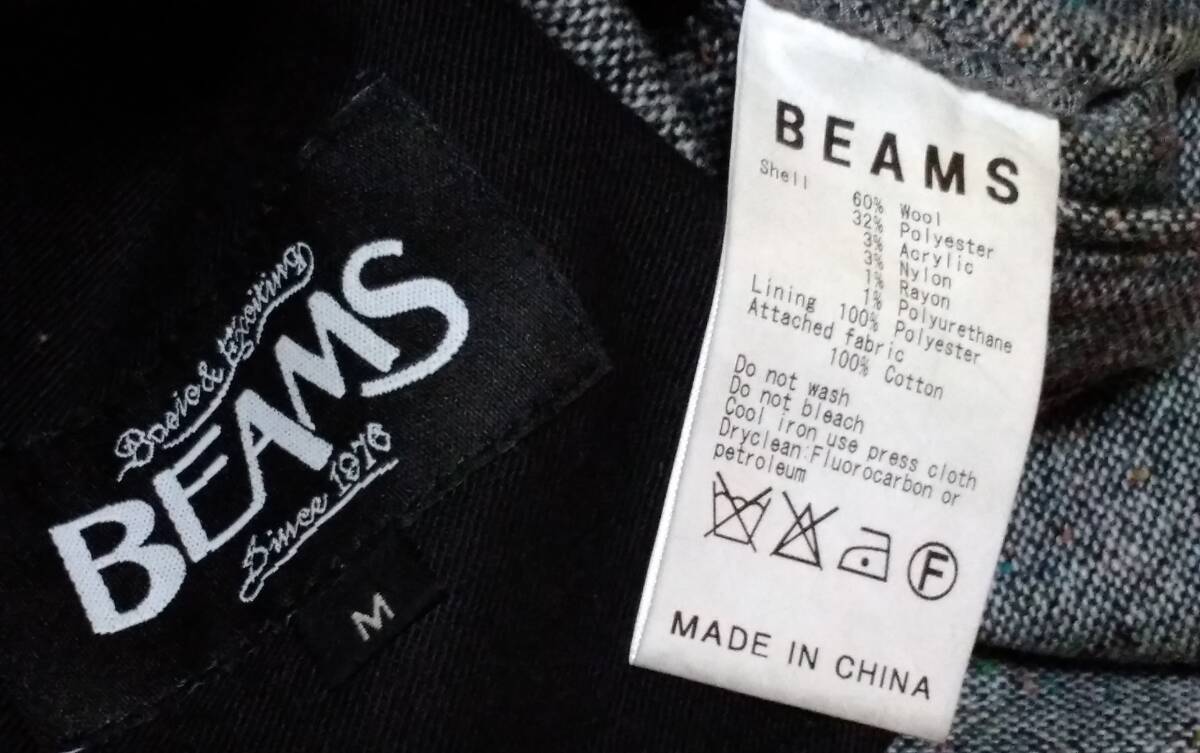 Basic & Exciting
BEAMS
Since 1976
M
BEAMS
Shell
60% Wool
32% Polyester
3% Acrylic
3% Nylon
1% Rayon
1% Polyurethane
Lining 100% Polyester
Attached fabric
100% Cotton
Do not wash
Do not bleach
Cool iron use press cloth
Dryclean:Fluorocarbon or
petroleum
F
MADE IN CHINA